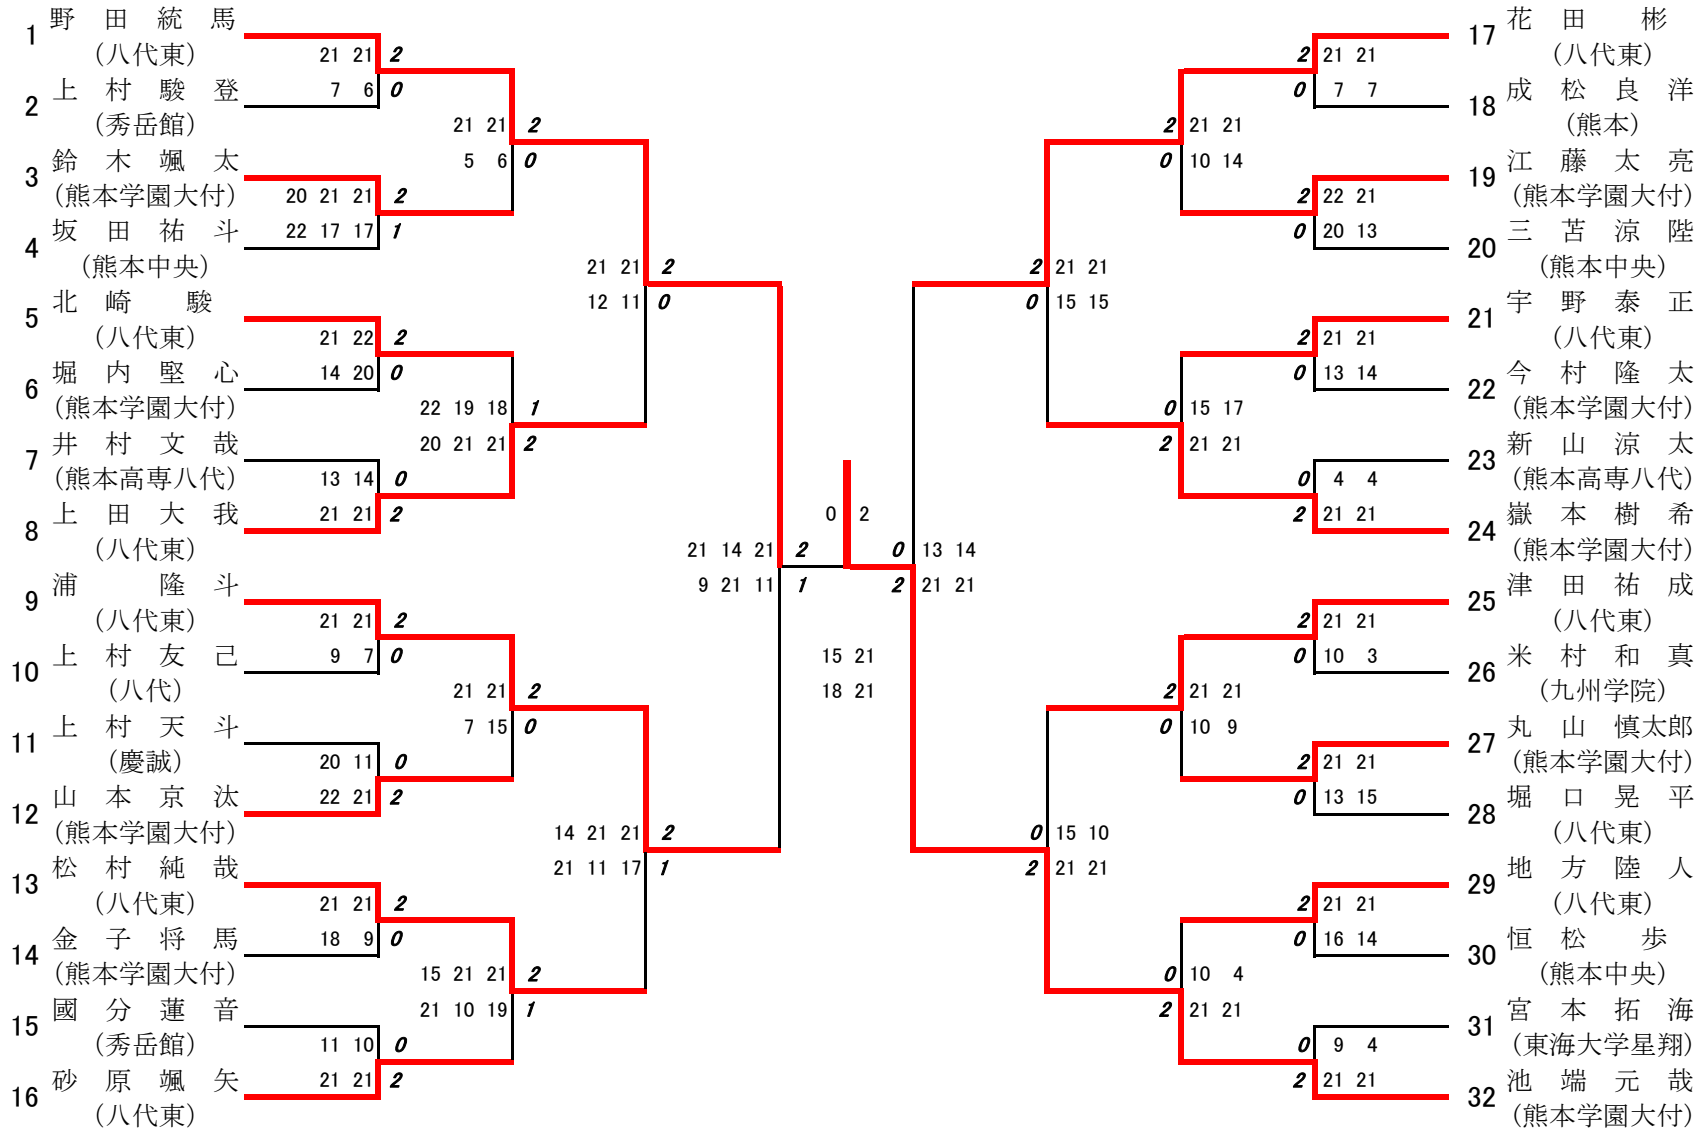 1 野田統馬
(八代東)
21 21 2
7 6 0
2 上村駿登
(秀岳館)
21 21 2
5 6 0
3 鈴木颯太
(熊本学園大付)
20 21 21 2
22 17 17 1
4 坂田祐斗
(熊本中央)
21 21 2
12 11 0
5 北崎駿
(八代東)
21 22 2
14 20 0
6 堀内堅心
(熊本学園大付)
22 19 18 1
20 21 21 2
7 井村文哉
(熊本高専八代)
13 14 0
21 21 2
8 上田大我
(八代東)
21 14 21 2
9 21 11 1
9 浦隆斗
(八代東)
21 21 2
9 7 0
10 上村友己
(八代)
21 21 2
7 15 0
11 上村天斗
(慶誠)
20 11 0
22 21 2
12 山本京汰
(熊本学園大付)
14 21 21 2
21 11 17 1
13 松村純哉
(八代東)
21 21 2
18 9 0
14 金子将馬
(熊本学園大付)
15 21 21 2
21 10 19 1
15 國分蓮音
(秀岳館)
11 10 0
21 21 2
16 砂原颯矢
(八代東)
0 2
15 21
18 21
17 花田彬
(八代東)
2 21 21
0 7 7
18 成松良洋
(熊本)
2 21 21
0 10 14
19 江藤太亮
(熊本学園大付)
2 22 21
0 20 13
20 三苫涼陛
(熊本中央)
2 21 21
0 15 15
21 宇野泰正
(八代東)
2 21 21
0 13 14
22 今村隆太
(熊本学園大付)
0 15 17
2 21 21
23 新山涼太
(熊本高専八代)
0 4 4
2 21 21
24 嶽本樹希
(熊本学園大付)
0 13 14
2 21 21
25 津田祐成
(八代東)
2 21 21
0 10 3
26 米村和真
(九州学院)
2 21 21
0 10 9
27 丸山慎太郎
(熊本学園大付)
2 21 21
0 13 15
28 堀口晃平
(八代東)
0 15 10
2 21 21
29 地方陸人
(八代東)
2 21 21
0 16 14
30 恒松歩
(熊本中央)
0 10 4
2 21 21
31 宮本拓海
(東海大学星翔)
0 9 4
2 21 21
32 池端元哉
(熊本学園大付)